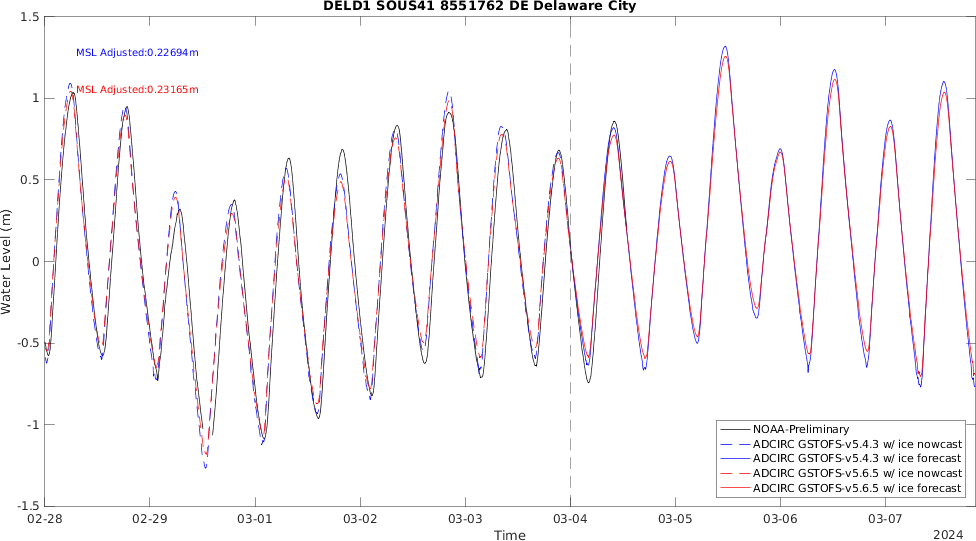 DELD1 SOUS41 8551762 DE Delaware City
1.5
MSL Adjusted:0.22694m
MSL Adjusted:0.23165m
1
0.5
Water Level (m)
0
-0.5
-1
-1.5
NOAA-Preliminary
ADCIRC GSTOFS-v5.4.3 w/ ice nowcast
ADCIRC GSTOFS-v5.4.3 w/ ice forecast
ADCIRC GSTOFS-v5.6.5 w/ ice nowcast
ADCIRC GSTOFS-v5.6.5 w/ ice forecast
02-28 02-29 03-01 03-02 03-03 03-04 03-05 03-06 03-07
Time
2024